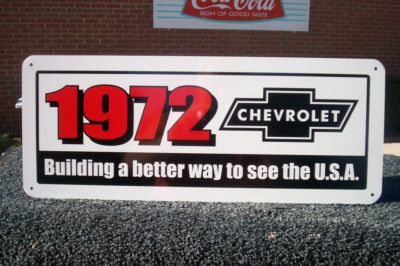 Coca-Cola
SIGN OF GOOD TASTE
1972 CHEVROLET
Building a better way to see the U.S.A.